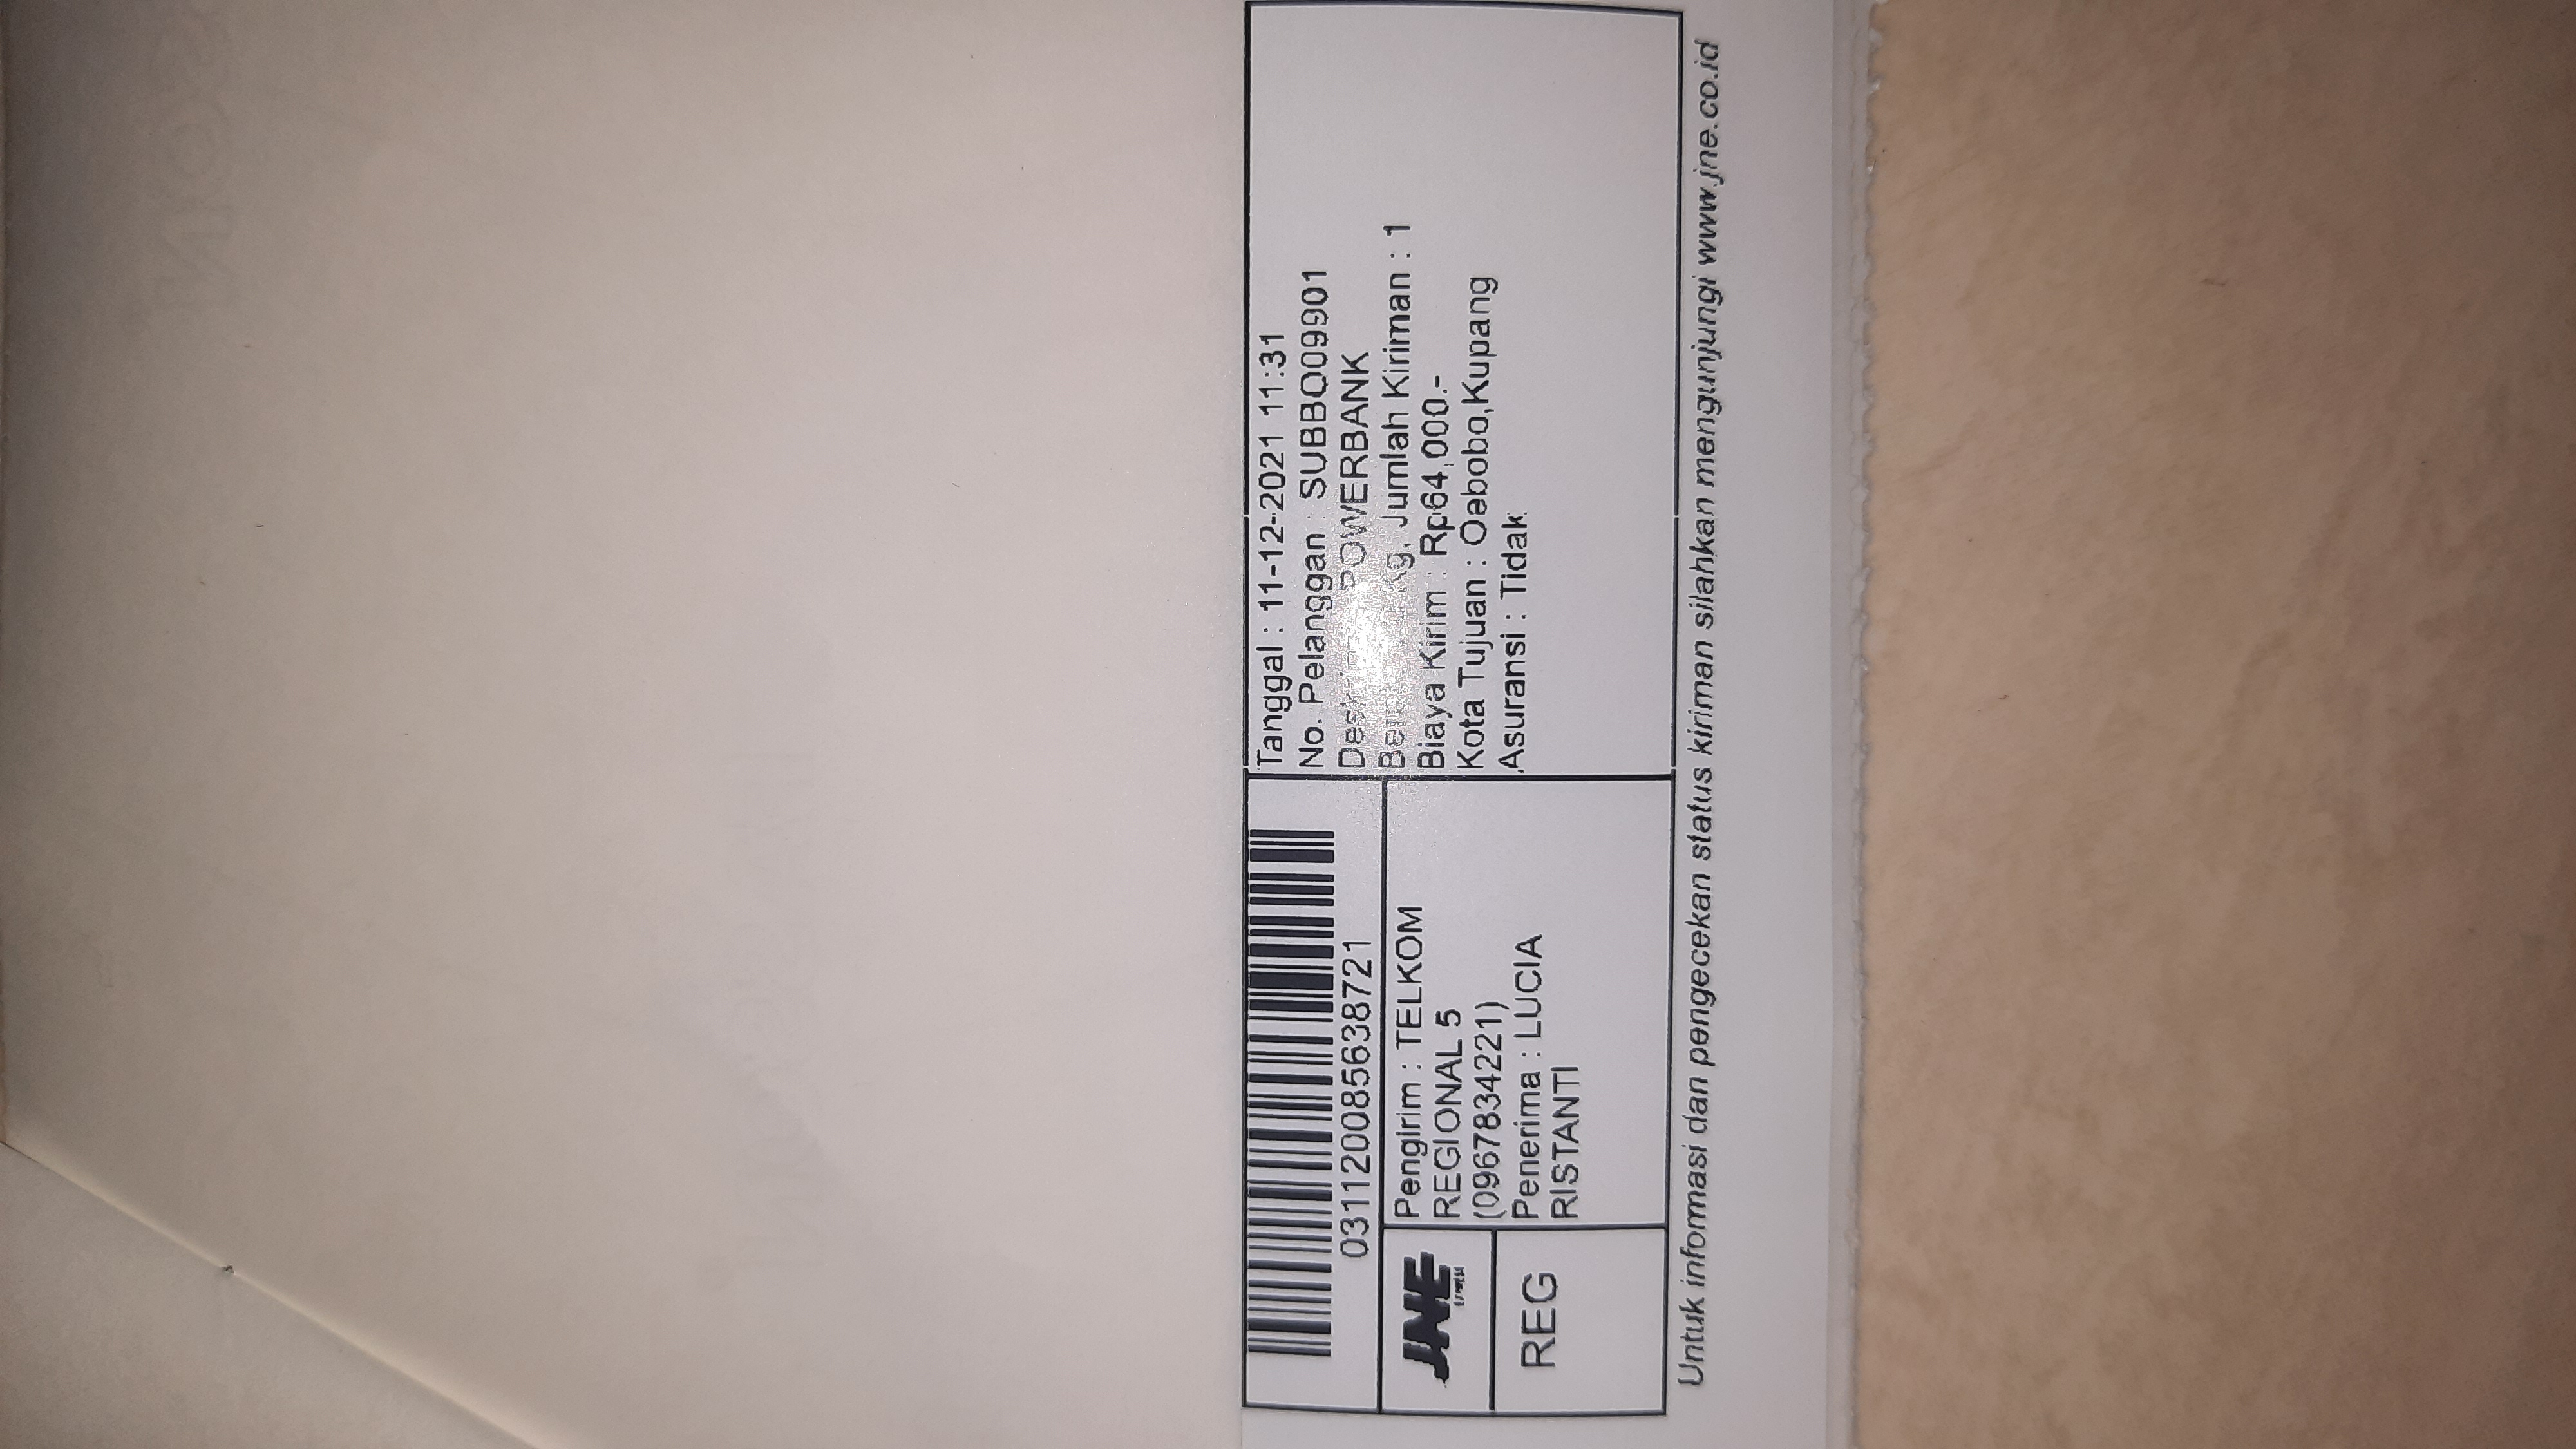 031120085638721
JNE
REG
Pengirim : TELKOM
REGIONAL 5
(0967834221)
Penerima : LUCIA
RISTANTI
Tanggal : 11-12-2021 11:31
No. Pelanggan : SUBBO09901
POWERBANK
Kg, Jumlah Kiriman : 1
Biaya Kirim : Rp64,000.-
Kota Tujuan : Oebobo,Kupang
Asuransi : Tidak
Untuk informasi dan pengecekan status kiriman silahkan mengunjungi www.jne.co.id